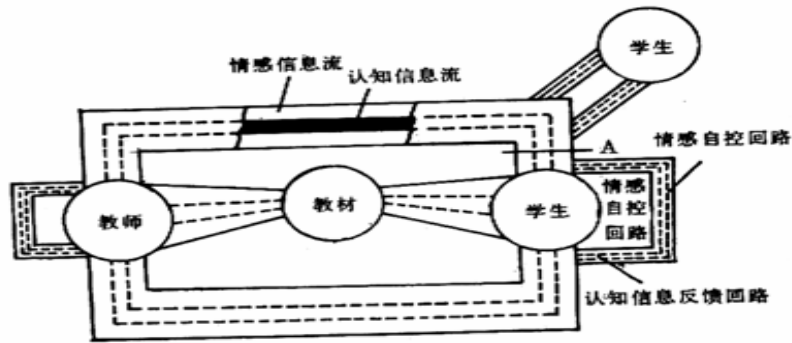 学生
情感信息流
认知信息流
A
情感自控回路
教师
教材
学生
情感
自控
回路
认知信息反馈回路